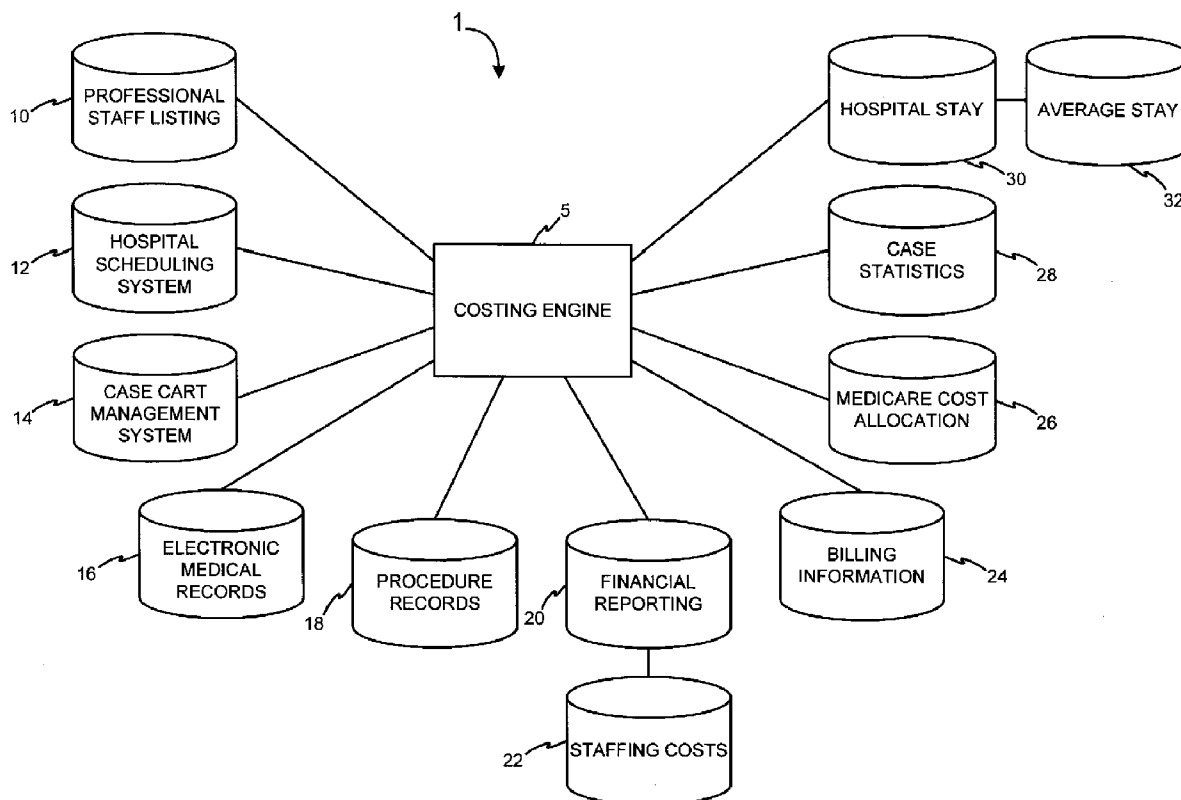 1
PROFESSIONAL
STAFF LISTING
10
HOSPITAL STAY
30
AVERAGE STAY
32
HOSPITAL
SCHEDULING
SYSTEM
12
5
COSTING ENGINE
CASE
STATISTICS
28
CASE CART
MANAGEMENT
SYSTEM
14
MEDICARE COST
ALLOCATION
26
ELECTRONIC
MEDICAL
RECORDS
16
PROCEDURE
RECORDS
18
FINANCIAL
REPORTING
20
BILLING
INFORMATION
24
STAFFING COSTS
22